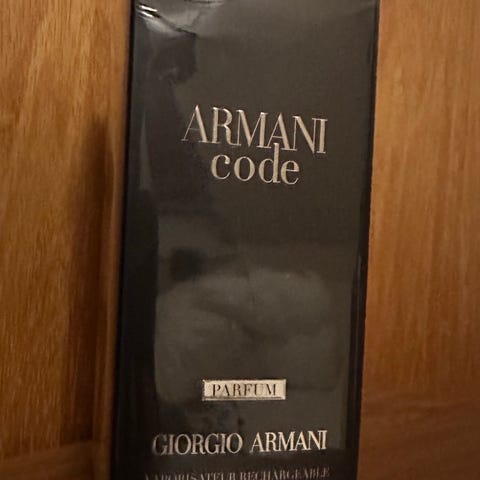 ARMANI
code
PARFUM
GIORGIO ARMANI
VAPORISATEUR RECHARGEABLE